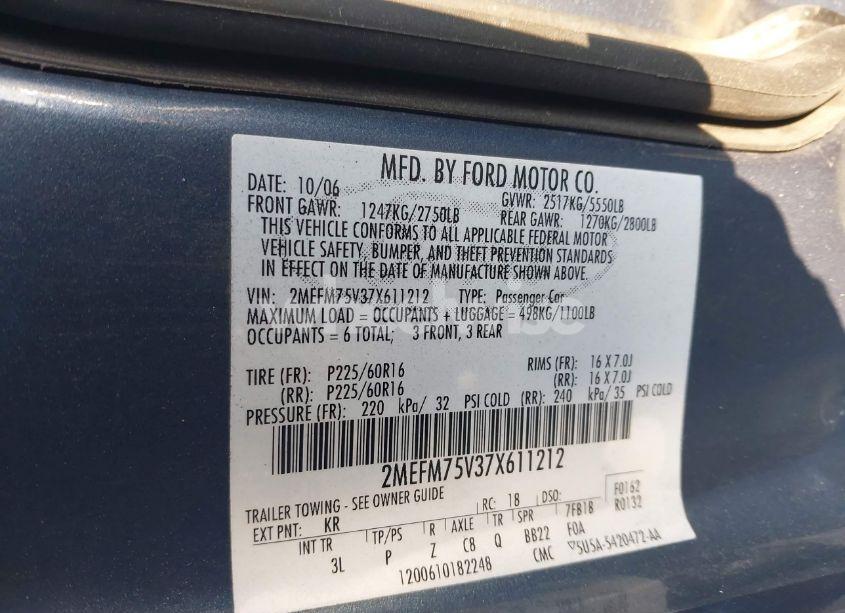 MFD. BY FORD MOTOR CO.
DATE: 10/06 GVWR: 2517KG/5550LB
FRONT GAWR: 1247KG/2750LB REAR GAWR: 1270KG/2800LB
THIS VEHICLE CONFORMS TO ALL APPLICABLE FEDERAL MOTOR
VEHICLE SAFETY, BUMPER, AND THEFT PREVENTION STANDARDS
IN EFFECT ON THE DATE OF MANUFACTURE SHOWN ABOVE.
VIN: 2MEFM75V37X611212 TYPE: Passenger Car
MAXIMUM LOAD = OCCUPANTS + LUGGAGE = 498KG/1100LB
OCCUPANTS = 6 TOTAL; 3 FRONT, 3 REAR
TIRE (FR): P225/60R16 RIMS (FR): 16 X 7.0J
(RR): P225/60R16 (RR): 16 X 7.0J
PRESSURE (FR): 220 kPa/ 32 PSI COLD (RR): 240 kPa/ 35 PSI COLD
2MEFM75V37X611212
TRAILER TOWING - SEE OWNER GUIDE RC: 18 DSO: F0162
EXT PNT: KR 7FB1B R0132
INT TR TP/PS R AXLE TR SPR F0A
3L P Z C8 Q BB22
1200610182248 CMC 5U5A-5420472-AA